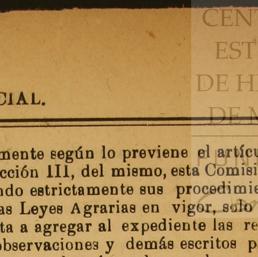 CIAL.
mente según lo previene el artícu
cción III, del mismo, esta Comisi
ndo estrictamente sus procedimie
as Leyes Agrarias en vigor, solo
ta a agregar al expediente las re
observaciones y demás escritos p
CENT
EST
DE H
DE M